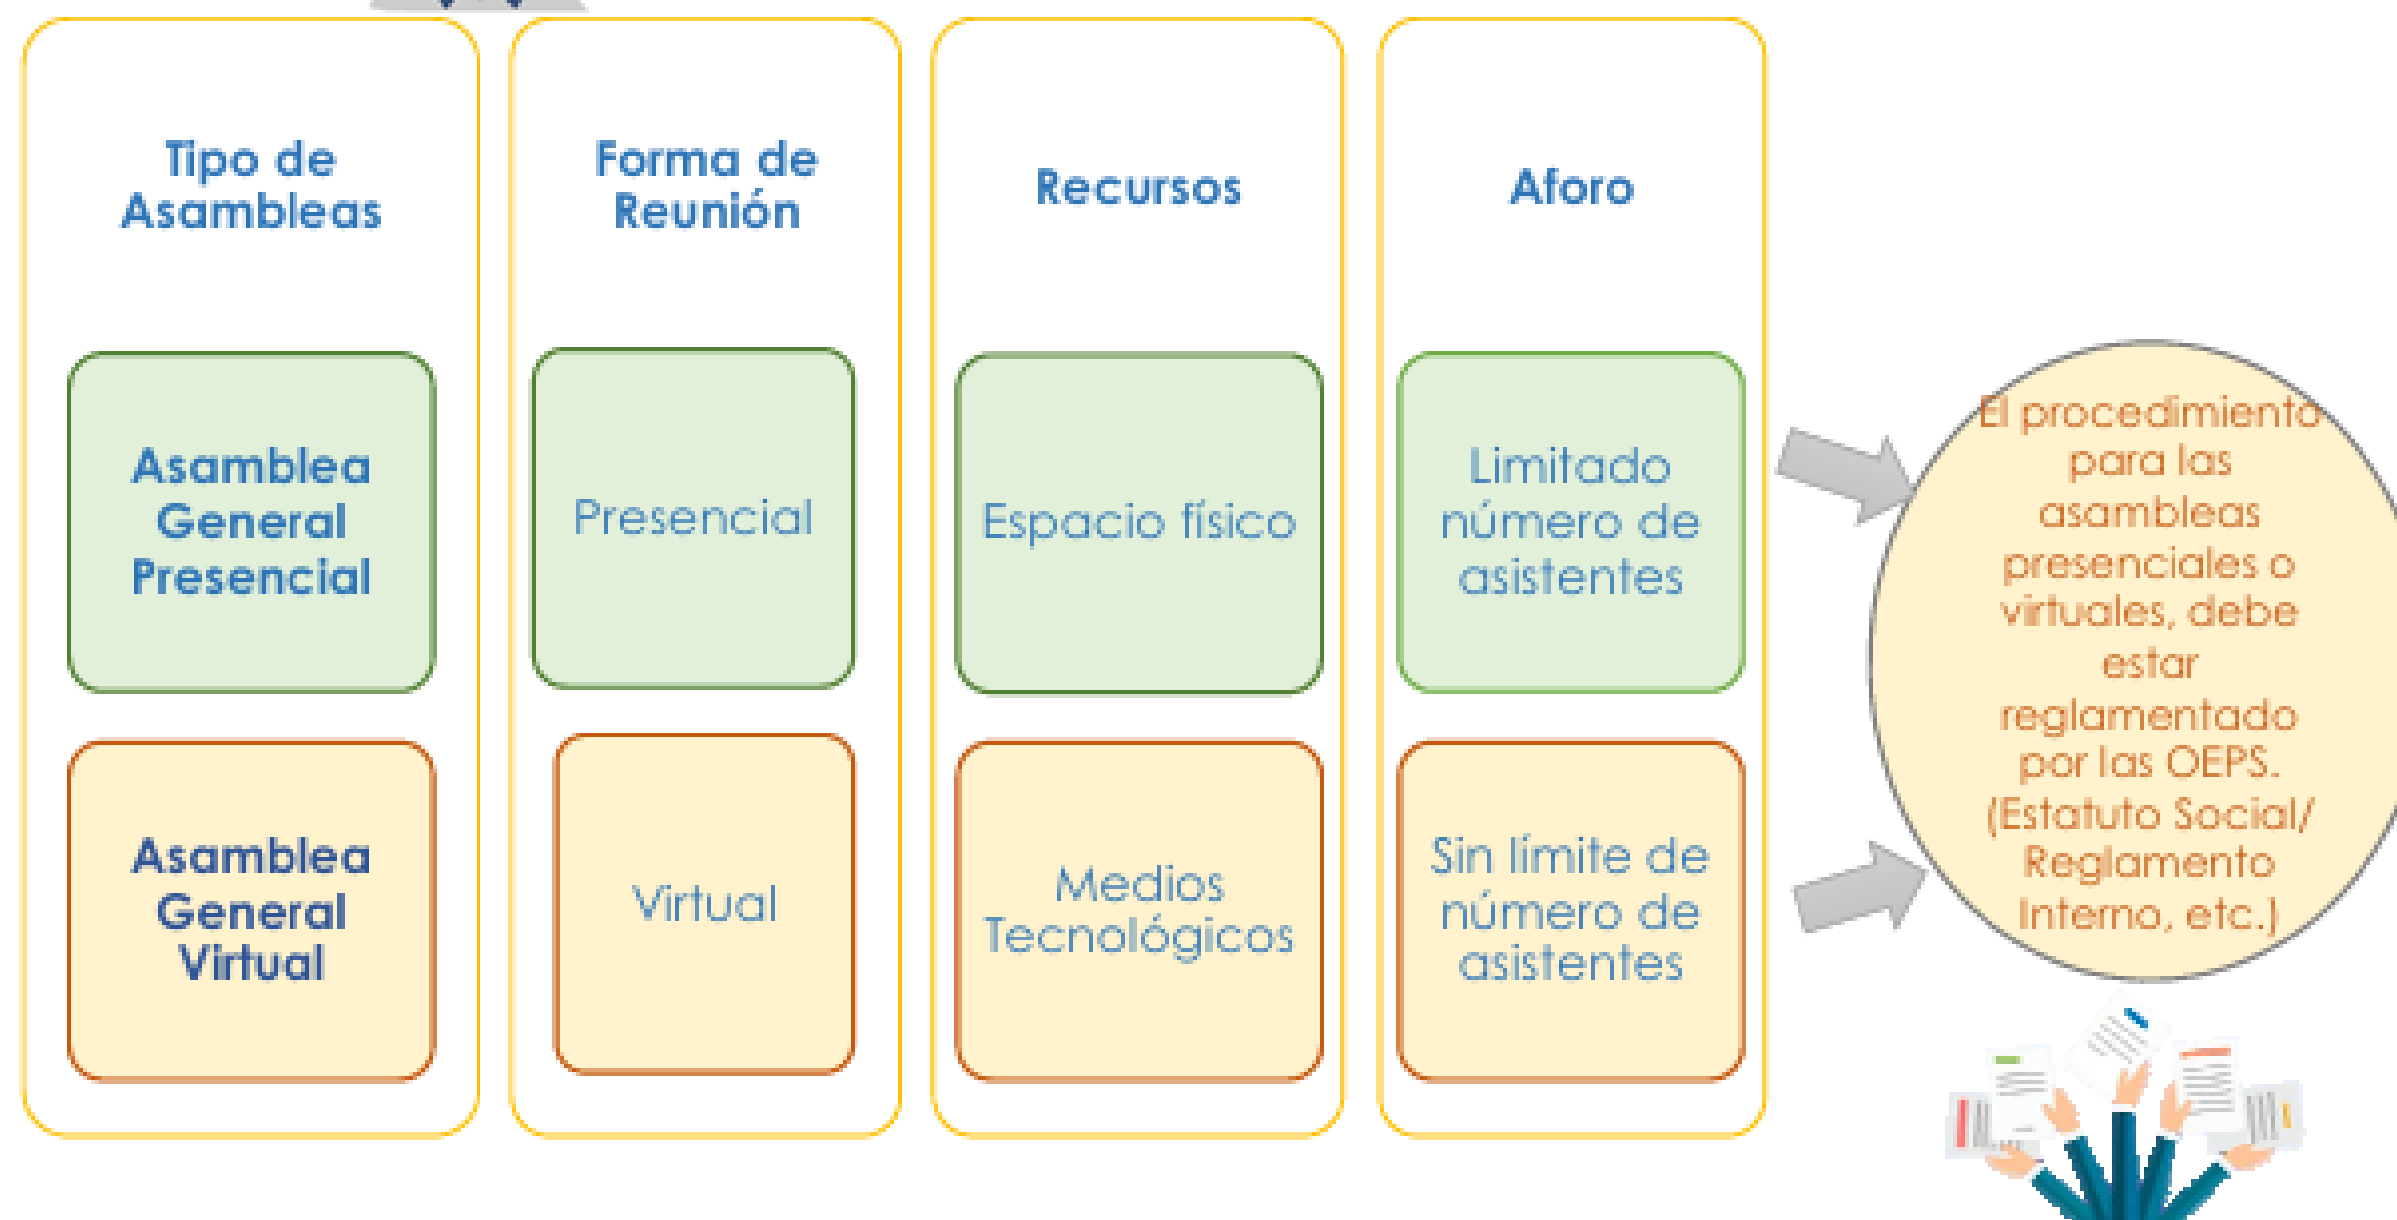 Tipo de
Asambleas
Forma de
Reunión
Recursos
Aforo
Asamblea
General
Presencial
Presencial
Espacio físico
Limitado
número de
asistentes
Asamblea
General
Virtual
Virtual
Medios
Tecnológicos
Sin límite de
número de
asistentes
El procedimiento
para las
asambleas
presenciales o
virtuales, debe
estar
reglamentado
por las OEPS.
(Estatuto Social/
Reglamento
Interno, etc.)